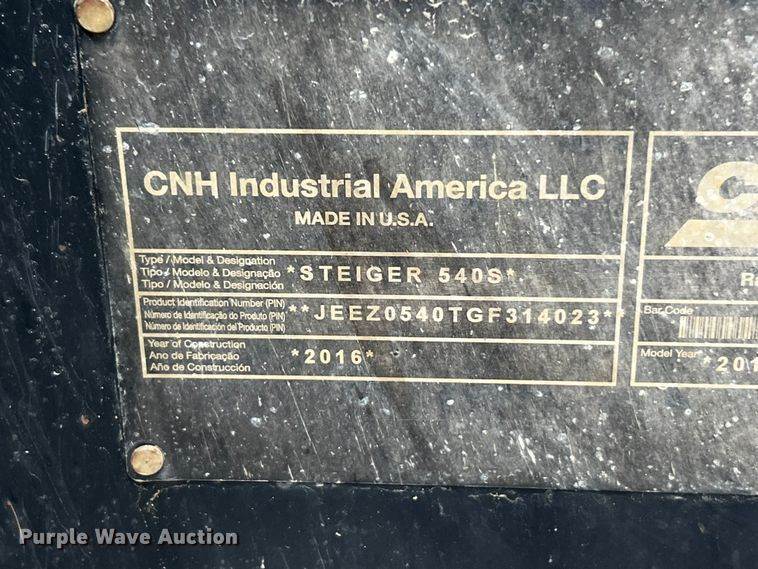 CNH Industrial America LLC
MADE IN U.S.A.
Type / Model & Designation
Tipo / Modelo & Designação
Tipo / Modelo & Designación
*STEIGER 540S*
Product Identification Number (PIN)
Número de Identificação do Produto (PIN)
Número de Identificación del Producto (PIN)
**JEEZ0540TGF314023**
Year of Construction
Ano de Fabricação
Año de Construcción
*2016*
Bar Code
Model Year
*201
Purple Wave Auction